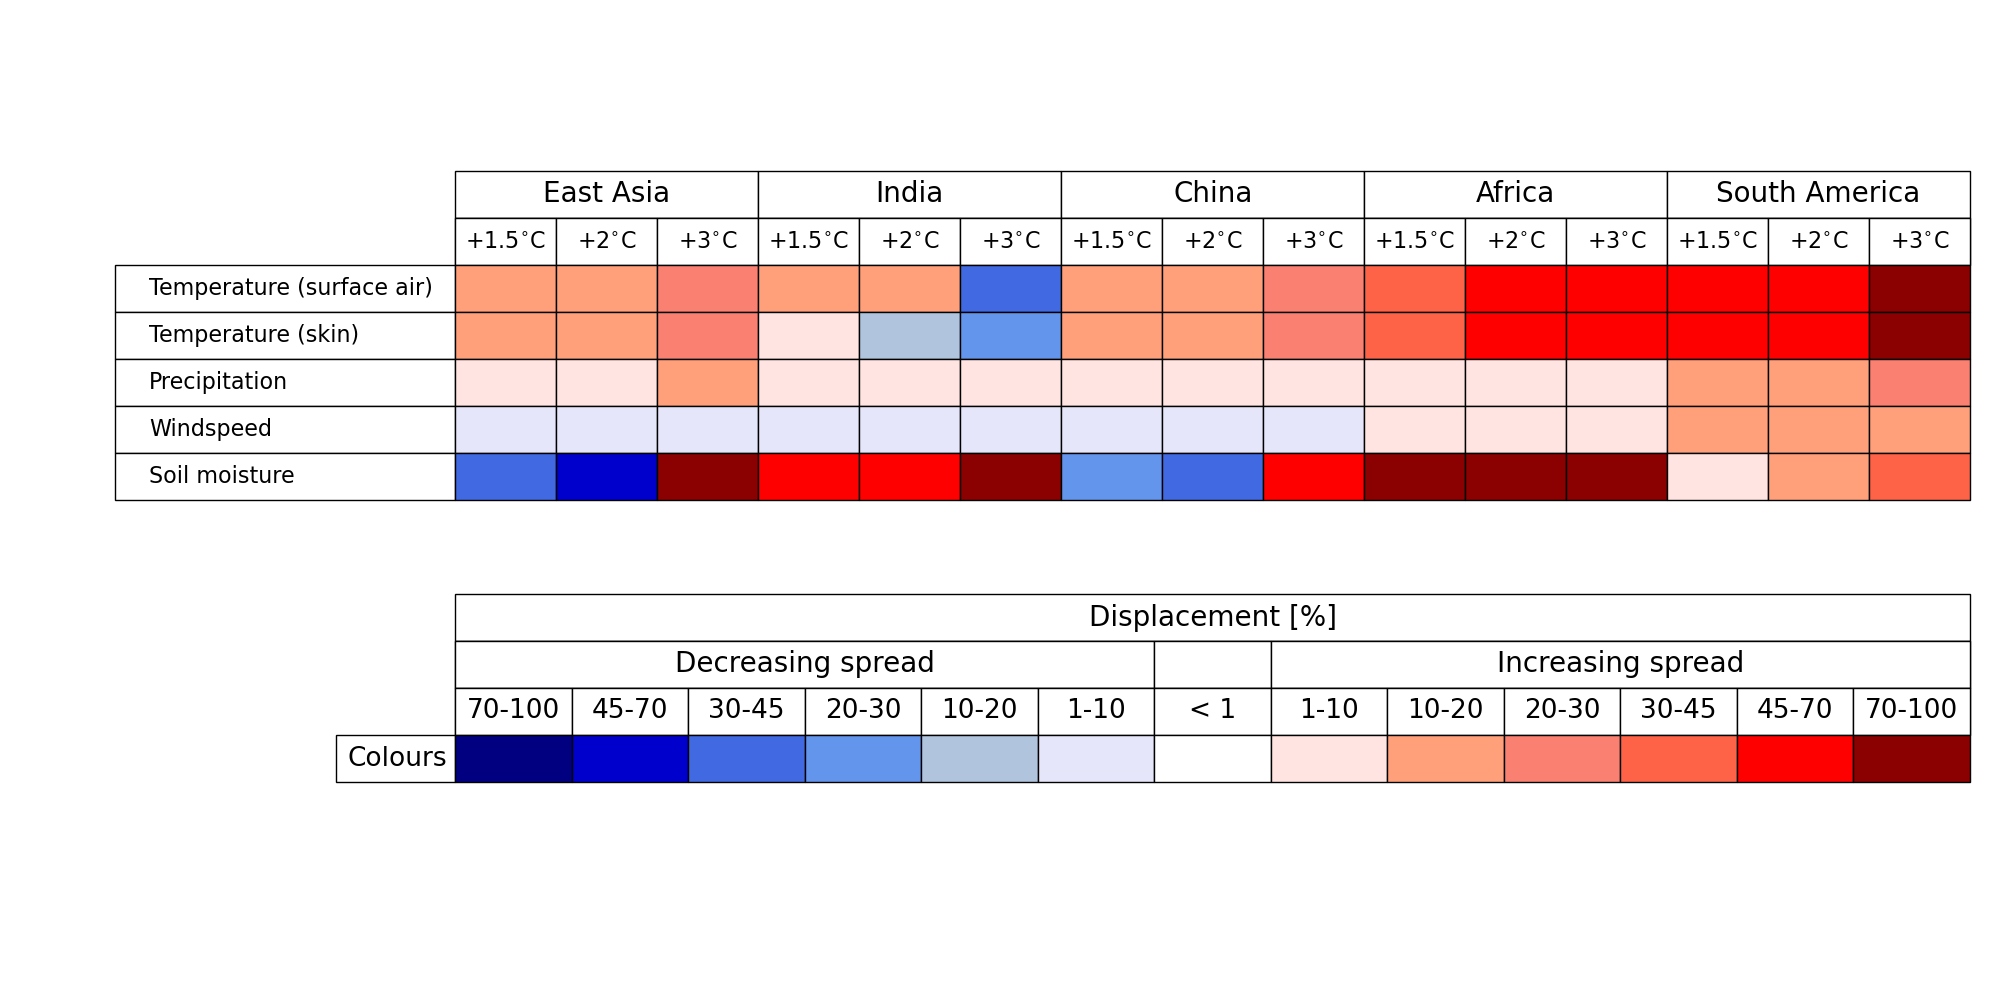 East Asia India China Africa South America
+1.5°C +2°C +3°C +1.5°C +2°C +3°C +1.5°C +2°C +3°C +1.5°C +2°C +3°C +1.5°C +2°C +3°C
Temperature (surface air)
Temperature (skin)
Precipitation
Windspeed
Soil moisture
Displacement [%]
Decreasing spread Increasing spread
70-100 45-70 30-45 20-30 10-20 1-10 < 1 1-10 10-20 20-30 30-45 45-70 70-100
Colours